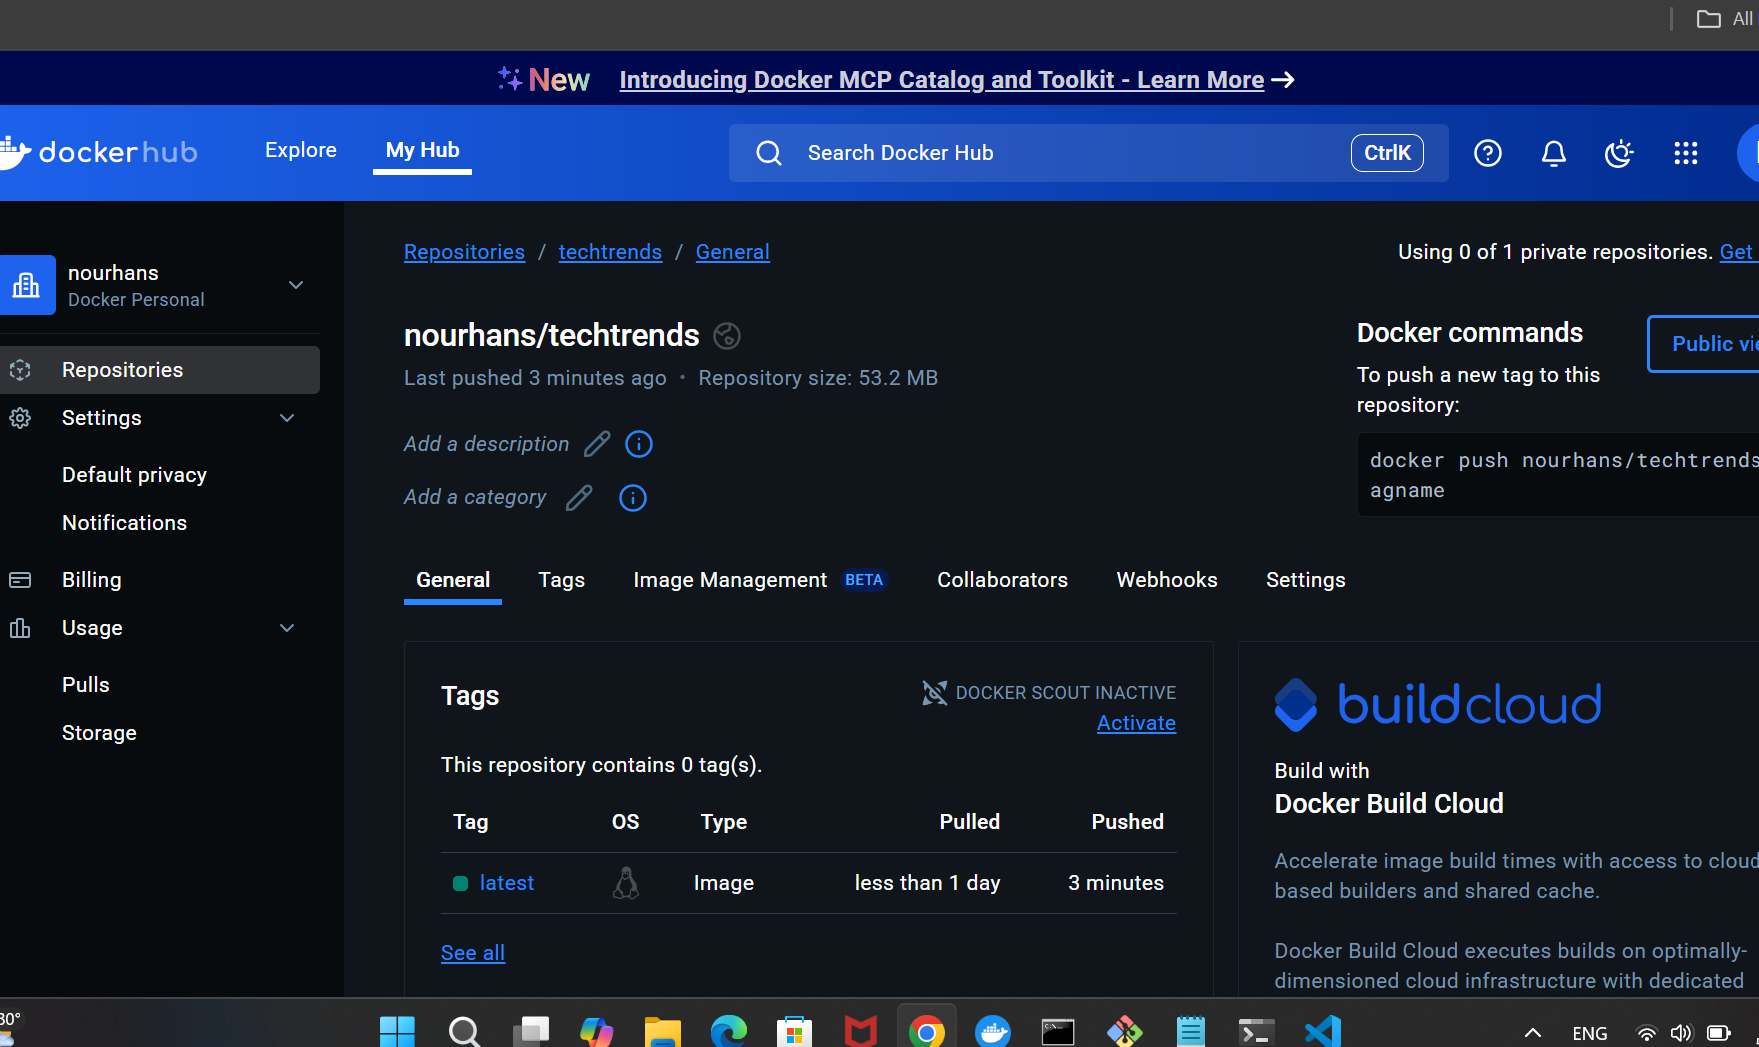 All
New Introducing Docker MCP Catalog and Toolkit - Learn More →
dockerhub
Explore
My Hub
Search Docker Hub
CtrlK
nourhans
Docker Personal
Repositories
Settings
Default privacy
Notifications
Billing
Usage
Pulls
Storage
Repositories / techtrends / General
Using 0 of 1 private repositories. Get
nourhans/techtrends
Last pushed 3 minutes ago • Repository size: 53.2 MB
Add a description
Add a category
Docker commands
To push a new tag to this
repository:
Public vie
docker push nourhans/techtrends
agname
General
Tags
Image Management BETA
Collaborators
Webhooks
Settings
Tags
DOCKER SCOUT INACTIVE
Activate
This repository contains 0 tag(s).
Tag OS Type Pulled Pushed
latest Image less than 1 day 3 minutes
See all
buildcloud
Build with
Docker Build Cloud
Accelerate image build times with access to cloud
based builders and shared cache.
Docker Build Cloud executes builds on optimally-
dimensioned cloud infrastructure with dedicated
30°
ENG